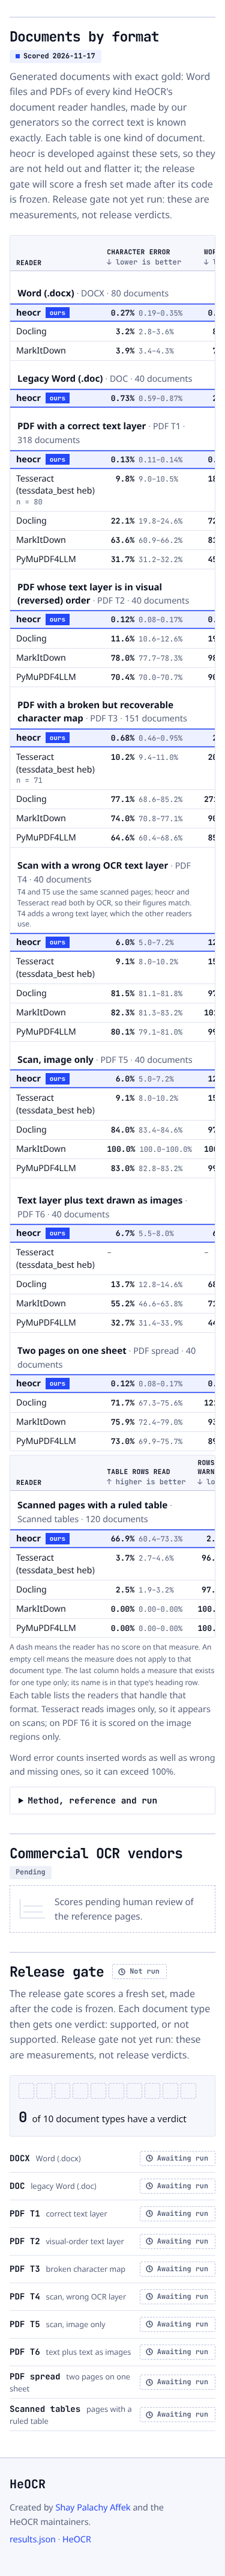 Documents by format
Scored 2026-11-17
Generated documents with exact gold: Word
files and PDFs of every kind HeOCR's
document reader handles, made by our
generators so the correct text is known
exactly. Each table is one kind of document.
heocr is developed against these sets, so they
are not held out and flatter it; the release
gate will score a fresh set made after its code
is frozen. Release gate not yet run: these are
measurements, not release verdicts.
READER CHARACTER ERROR ↓ lower is better
Word (.docx) · DOCX · 80 documents
heocr ours 0.27% 0.19–0.35% 0.
Docling 3.2% 2.8–3.6%
MarkItDown 3.9% 3.4–4.3%
Legacy Word (.doc) · DOC · 40 documents
heocr ours 0.73% 0.59–0.87%
PDF with a correct text layer · PDF T1 ·
318 documents
heocr ours 0.13% 0.11–0.14% 0.
Tesseract 9.8% 9.0–10.5% 18
(tessdata_best heb)
n = 80
Docling 22.1% 19.8–24.6% 72
MarkItDown 63.6% 60.9–66.2% 81
PyMuPDF4LLM 31.7% 31.2–32.2% 45
PDF whose text layer is in visual
(reversed) order · PDF T2 · 40 documents
heocr ours 0.12% 0.08–0.17% 0.
Docling 11.6% 10.6–12.6% 19
MarkItDown 78.0% 77.7–78.3% 98
PyMuPDF4LLM 70.4% 70.0–70.7% 90
PDF with a broken but recoverable
character map · PDF T3 · 151 documents
heocr ours 0.68% 0.46–0.95%
Tesseract 10.2% 9.4–11.0% 20
(tessdata_best heb)
n = 71
Docling 77.1% 68.6–85.2% 271
MarkItDown 74.0% 70.8–77.1% 90
PyMuPDF4LLM 64.6% 60.4–68.6% 85
Scan with a wrong OCR text layer · PDF
T4 · 40 documents
T4 and T5 use the same scanned pages; heocr and
Tesseract read both by OCR, so their figures match.
T4 adds a wrong text layer, which the other readers
use.
heocr ours 6.0% 5.0–7.2% 12
Tesseract 9.1% 8.0–10.2% 15
(tessdata_best heb)
Docling 81.5% 81.1–81.8% 97
MarkItDown 82.3% 81.3–83.2% 101
PyMuPDF4LLM 80.1% 79.1–81.0% 99
Scan, image only · PDF T5 · 40 documents
heocr ours 6.0% 5.0–7.2% 12
Tesseract 9.1% 8.0–10.2% 15
(tessdata_best heb)
Docling 84.0% 83.4–84.6% 97
MarkItDown 100.0% 100.0–100.0% 100
PyMuPDF4LLM 83.0% 82.8–83.2% 99
Text layer plus text drawn as images ·
PDF T6 · 40 documents
heocr ours 6.7% 5.5–8.0%
Tesseract – –
(tessdata_best heb)
Docling 13.7% 12.8–14.6% 68
MarkItDown 55.2% 46.6–63.8% 71
PyMuPDF4LLM 32.7% 31.4–33.9% 44
Two pages on one sheet · PDF spread · 40
documents
heocr ours 0.12% 0.08–0.17% 0.
Docling 71.7% 67.3–75.6% 121
MarkItDown 75.9% 72.4–79.0% 93
PyMuPDF4LLM 73.0% 69.9–75.7% 89
READER TABLE ROWS READ ↑ higher is better ROWS
Scanned pages with a ruled table ·
Scanned tables · 120 documents
heocr ours 66.9% 60.4–73.3% 2.
Tesseract 3.7% 2.7–4.6% 96.
(tessdata_best heb)
Docling 2.5% 1.9–3.2% 97.
MarkItDown 0.00% 0.00–0.00% 100.
PyMuPDF4LLM 0.00% 0.00–0.00% 100.
A dash means the reader has no score on that measure. An
empty cell means the measure does not apply to that
document type. The last column holds a measure that exists
for one type only; its name is in that type's heading row.
Each table lists the readers that handle that
format. Tesseract reads images only, so it appears
on scans; on PDF T6 it is scored on the image
regions only.
Word error counts inserted words as well as wrong
and missing ones, so it can exceed 100%.
▶ Method, reference and run
Commercial OCR vendors
Pending
Scores pending human review of
the reference pages.
Release gate Not run
The release gate scores a fresh set, made
after the code is frozen. Each document type
then gets one verdict: supported, or not
supported. Release gate not yet run: these
are measurements, not release verdicts.
0 of 10 document types have a verdict
DOCX Word (.docx) Awaiting run
DOC legacy Word (.doc) Awaiting run
PDF T1 correct text layer Awaiting run
PDF T2 visual-order text layer Awaiting run
PDF T3 broken character map Awaiting run
PDF T4 scan, wrong OCR layer Awaiting run
PDF T5 scan, image only Awaiting run
PDF T6 text plus text as images Awaiting run
PDF spread two pages on one Awaiting run
sheet
Scanned tables pages with a Awaiting run
ruled table
HeOCR
Created by Shay Palachy Affek and the
HeOCR maintainers.
results.json · HeOCR